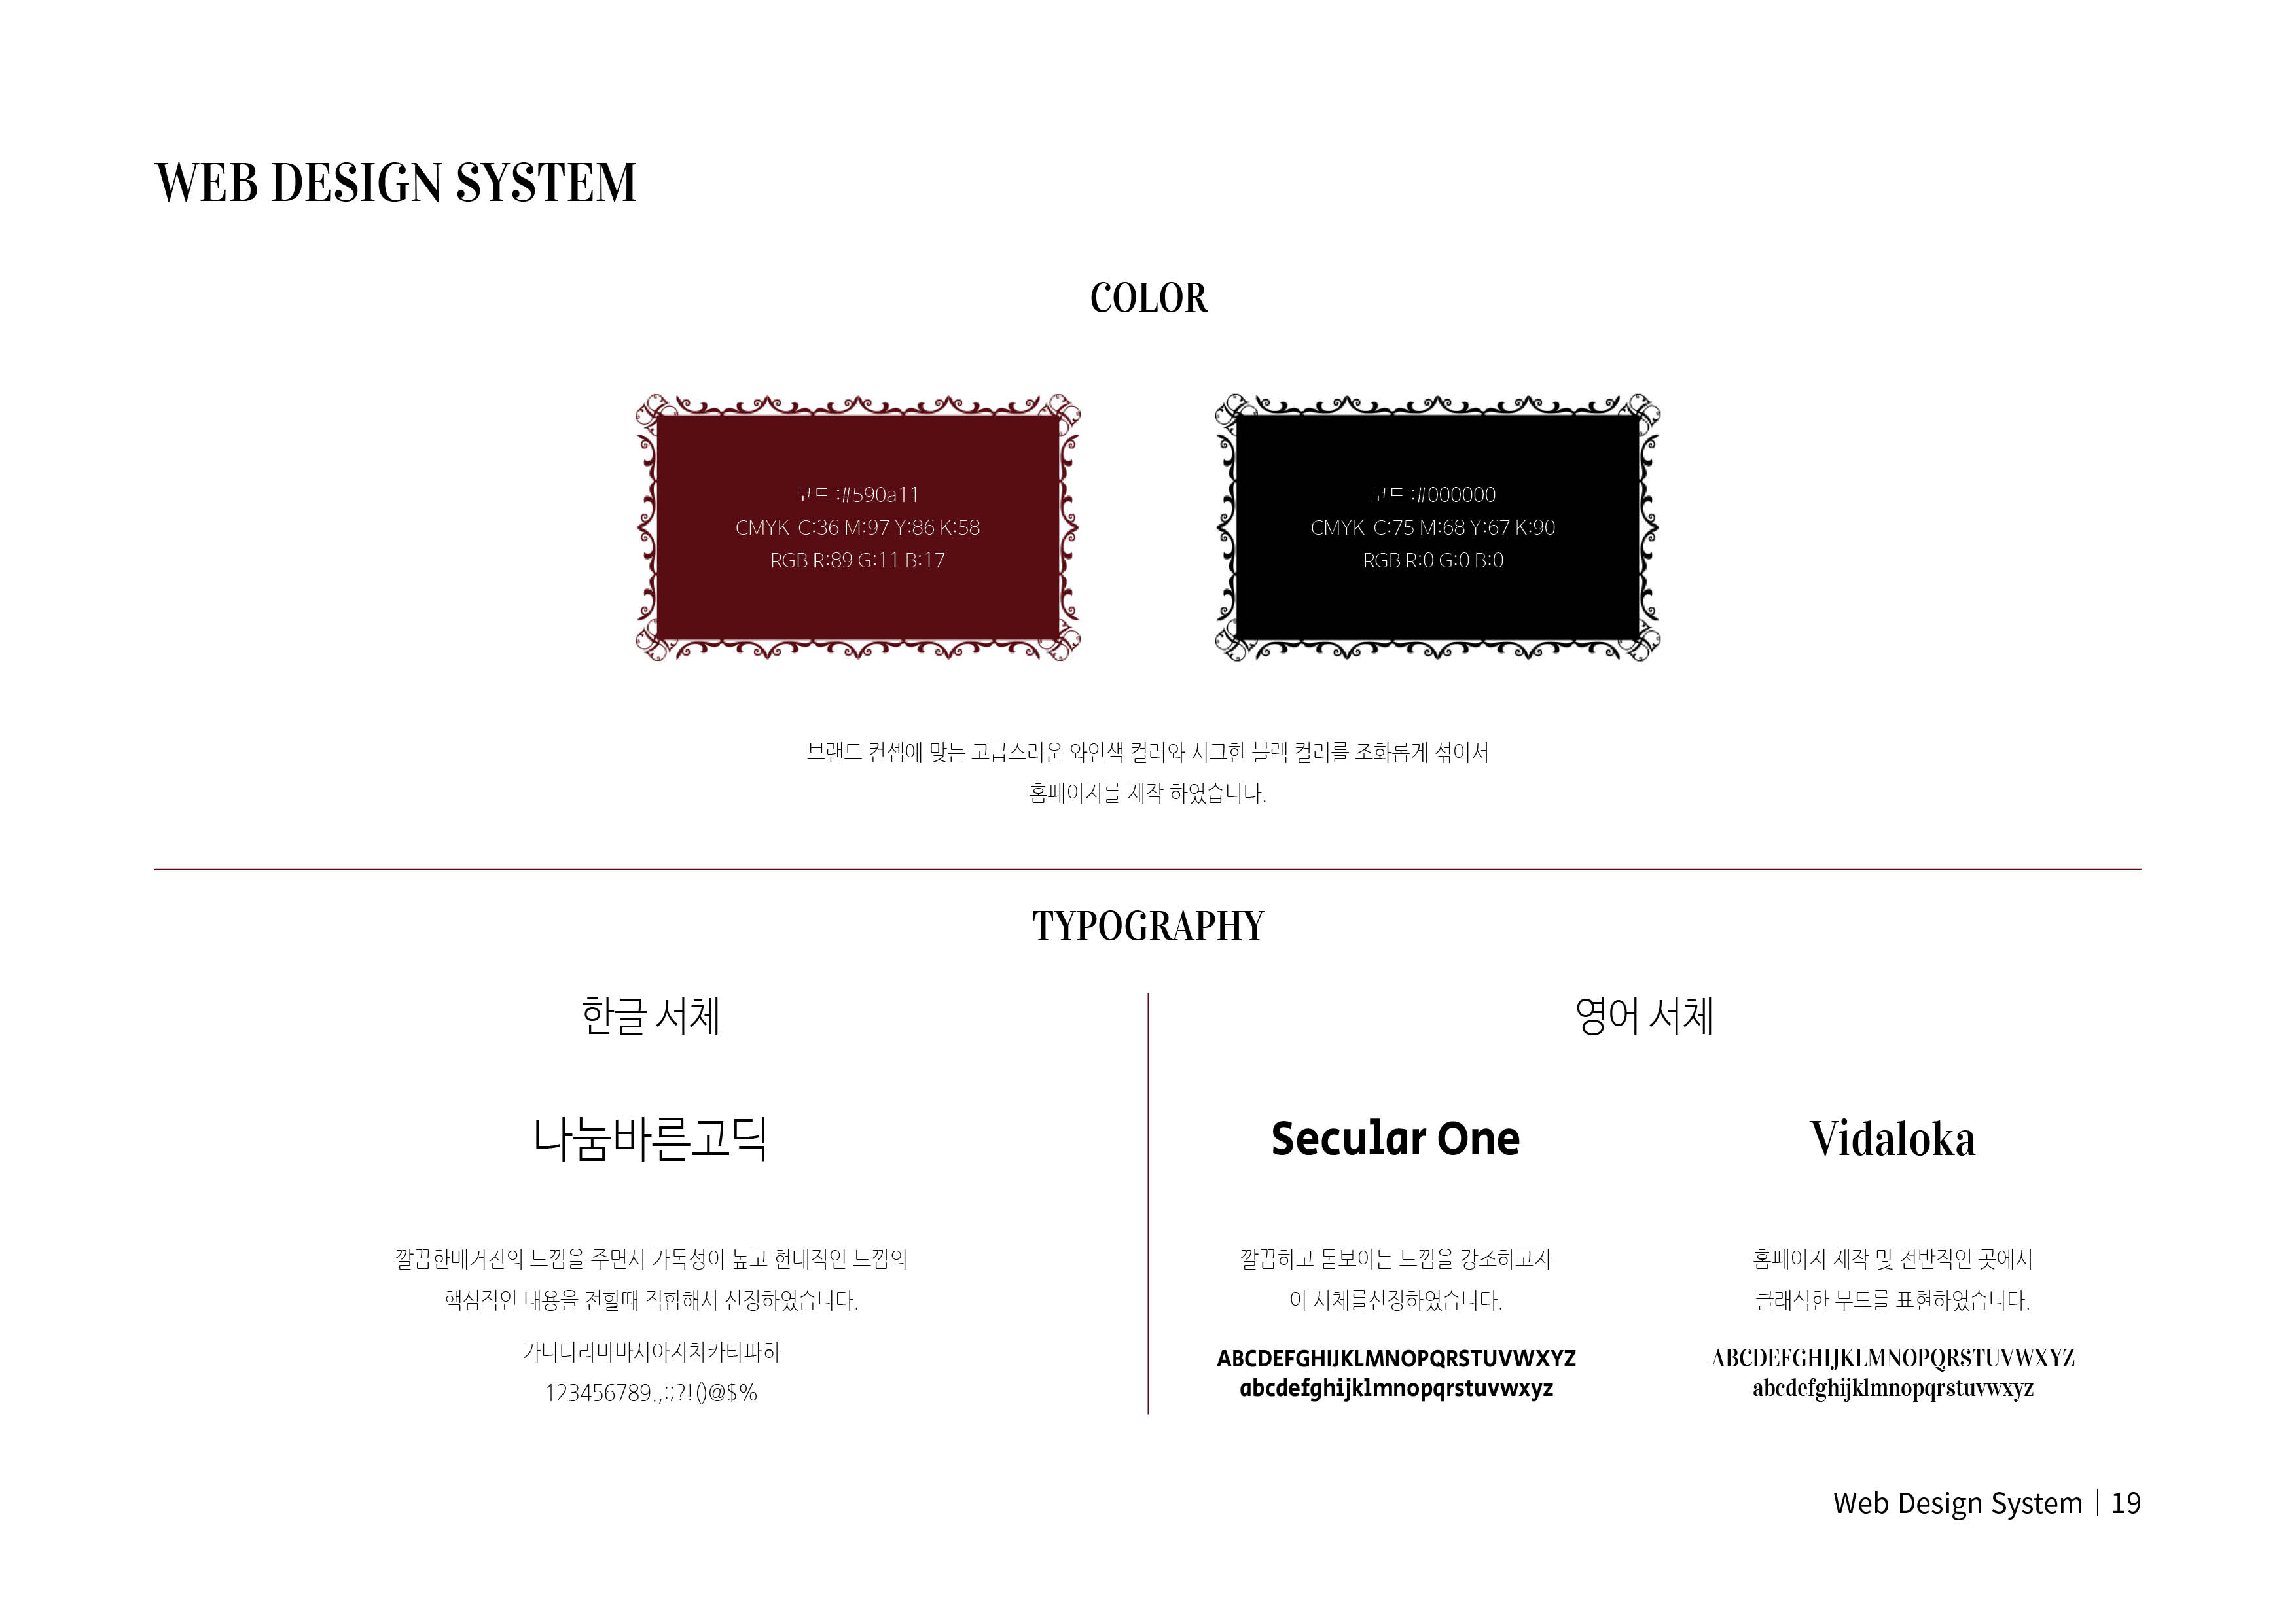 WEB DESIGN SYSTEM
COLOR
코드 :#590a11
CMYK C:36 M:97 Y:86 K:58
RGB R:89 G:11 B:17
코드 :#000000
CMYK C:75 M:68 Y:67 K:90
RGB R:0 G:0 B:0
브랜드 컨셉에 맞는 고급스러운 와인색 컬러와 시크한 블랙 컬러를 조화롭게 섞어서
홈페이지를 제작 하였습니다.
TYPOGRAPHY
한글 서체
나눔바른고딕
깔끔한매거진의 느낌을 주면서 가독성이 높고 현대적인 느낌의
핵심적인 내용을 전할때 적합해서 선정하였습니다.
가나다라마바사아자차카타파하
123456789.,:;?!()@$%
영어 서체
Secular One
깔끔하고 돋보이는 느낌을 강조하고자
이 서체를선정하였습니다.
ABCDEFGHIJKLMNOPQRSTUVWXYZ
abcdefghijklmnopqrstuvwxyz
Vidaloka
홈페이지 제작 및 전반적인 곳에서
클래식한 무드를 표현하였습니다.
ABCDEFGHIJKLMNOPQRSTUVWXYZ
abcdefghijklmnopqrstuvwxyz
Web Design System | 19